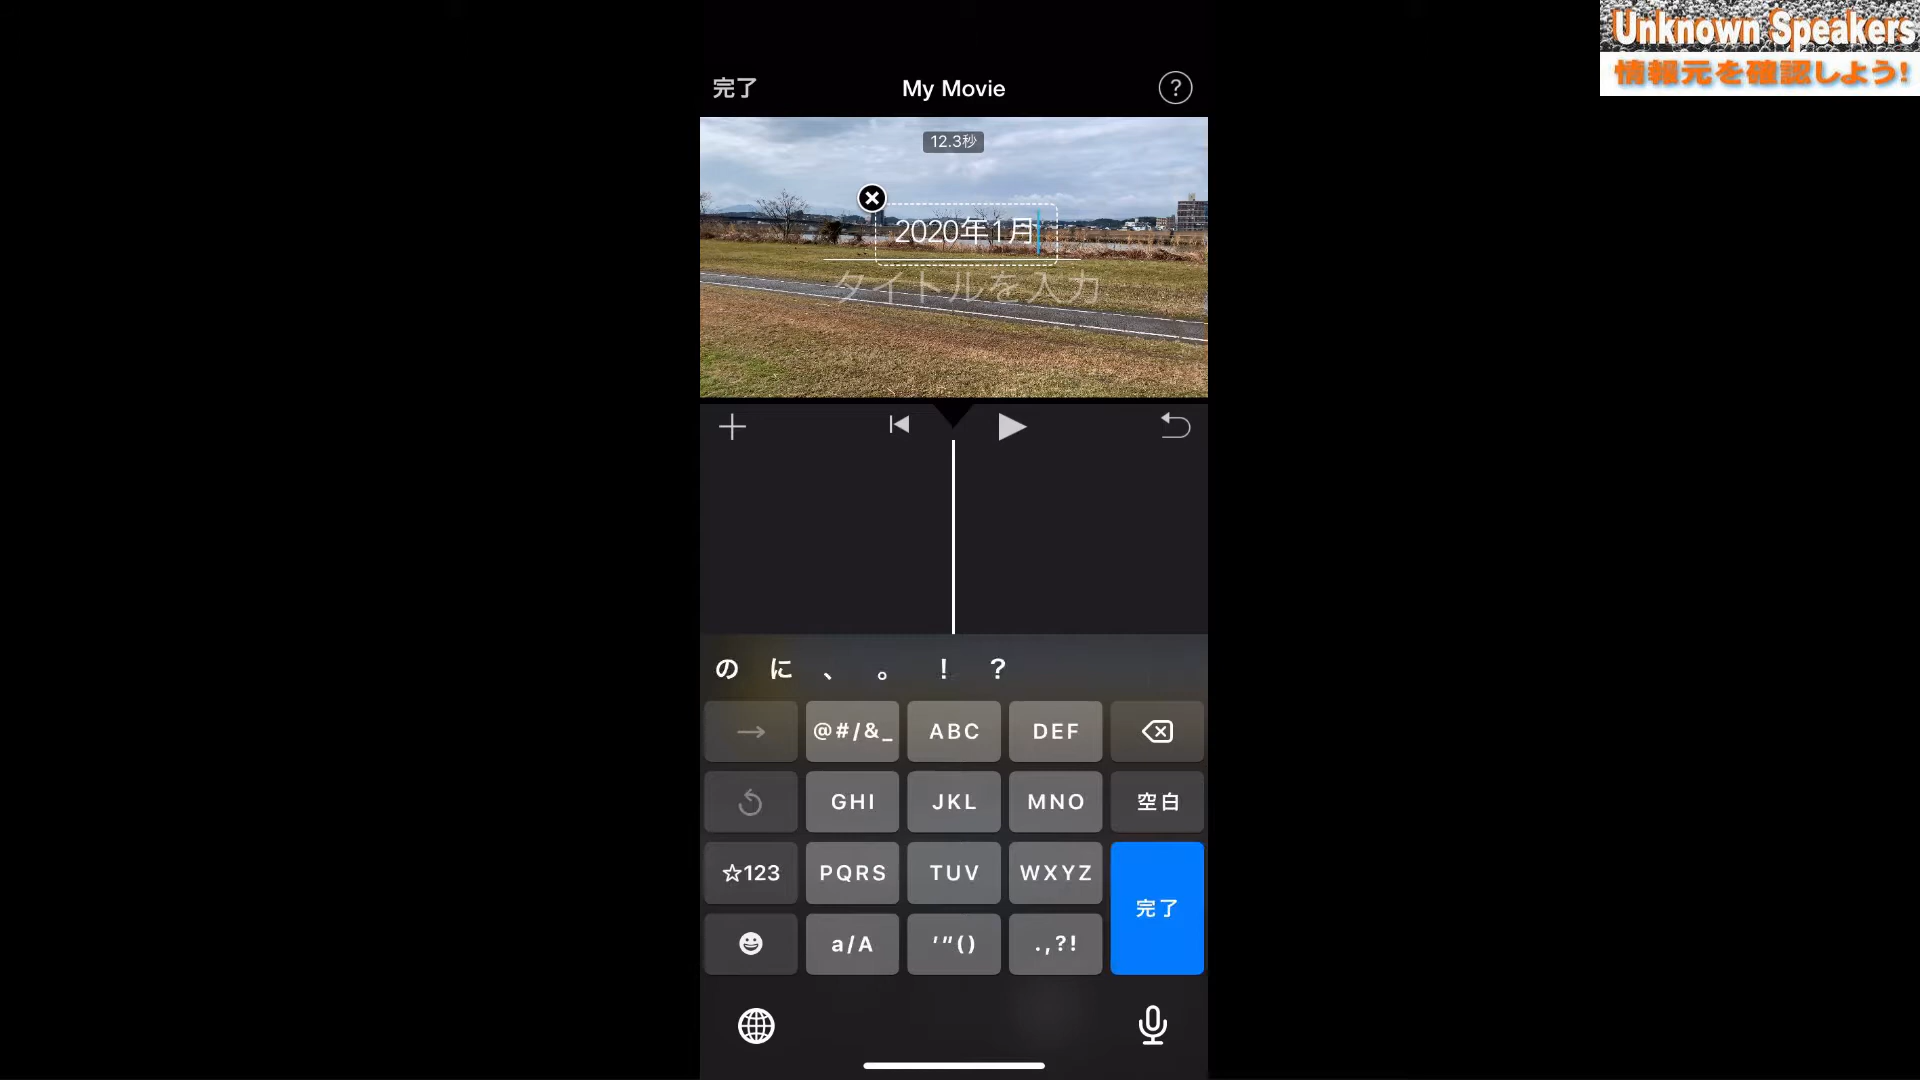 Unknown Speakers
情報元を確認しよう!
完了
My Movie
?
12.3秒
2020年1月
タイトルを入力
の に 、 。 ! ?
→ @#/&_ ABC DEF
GHI JKL MNO 空白
☆123 PQRS TUV WXYZ
完了
a/A '"() .,?!